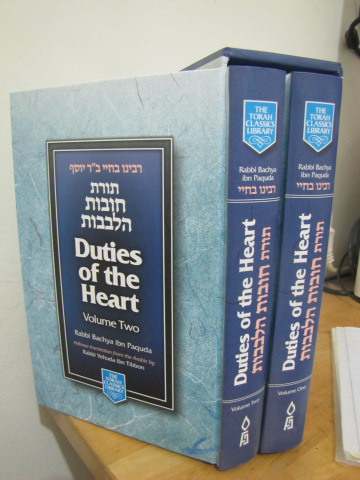 רבינו בחיי ב"ר יוסף
תורת
חובות
הלבבות
Duties
of the
Heart
Volume Two
Rabbi Bachya Ibn Paquda
Hebrew translation from the Arabic by
Rabbi Yehuda Ibn Tibbon
THE
TORAH
CLASSICS
LIBRARY
THE
TORAH
CLASSICS
LIBRARY
Rabbi Bachya
ibn Paquda
רבינו בחיי
Duties of the Heart
תורת חובות הלבבות
Volume Two
THE
TORAH
CLASSICS
LIBRARY
Rabbi Bachya
ibn Paquda
רבינו בחיי
Duties of the Heart
תורת חובות הלבבות
Volume One